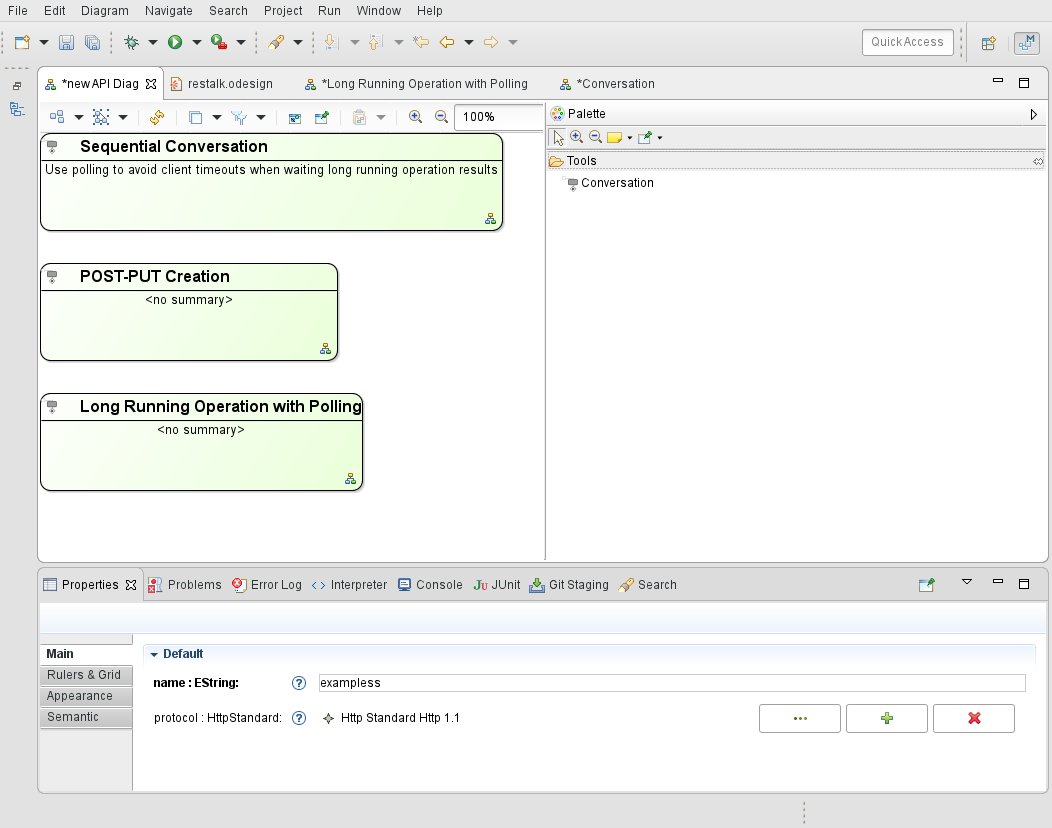 File Edit Diagram Navigate Search Project Run Window Help
Quick Access
*new API Diag restalk.odesign *Long Running Operation with Polling *Conversation
100%
Palette
Sequential Conversation
Use polling to avoid client timeouts when waiting long running operation results
Tools
Conversation
POST-PUT Creation
<no summary>
Long Running Operation with Polling
<no summary>
Properties Problems Error Log Interpreter Console JUnit Git Staging Search
Main
Rulers & Grid
Appearance
Semantic
Default
name : EString: exampless
protocol : HttpStandard: Http Standard Http 1.1